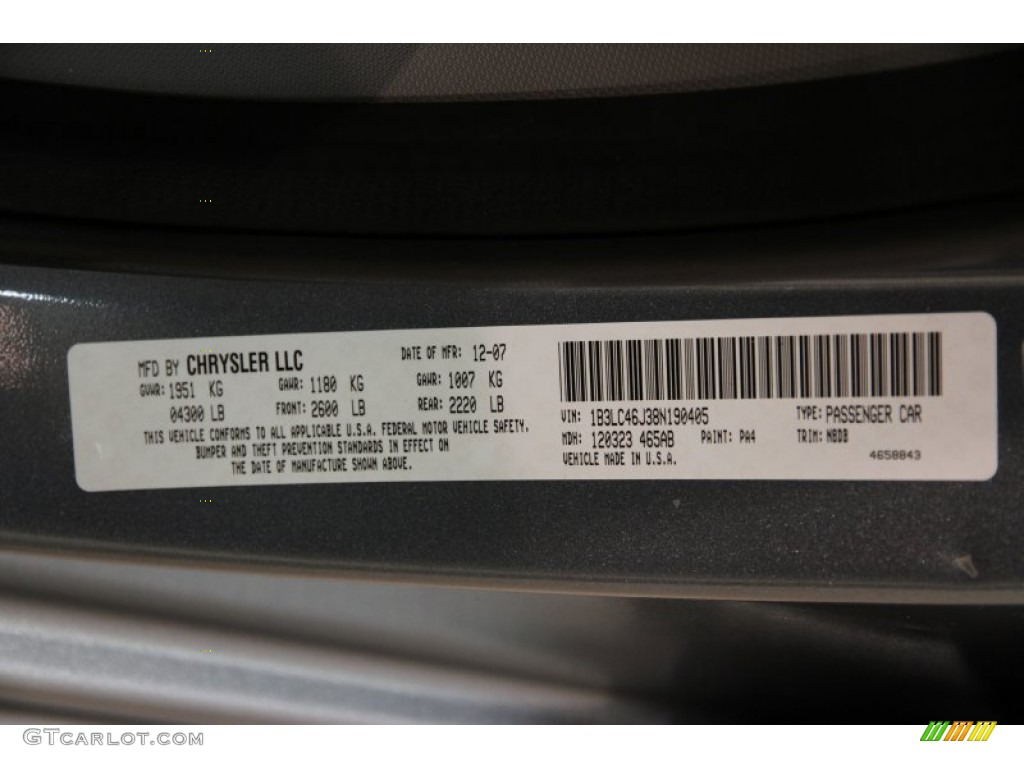 MFD BY CHRYSLER LLC DATE OF MFR: 12-07
GVWR: 1951 KG GAWR: 1180 KG GAWR: 1007 KG
04300 LB FRONT: 2600 LB REAR: 2220 LB
THIS VEHICLE CONFORMS TO ALL APPLICABLE U.S.A. FEDERAL MOTOR VEHICLE SAFETY,
BUMPER AND THEFT PREVENTION STANDARDS IN EFFECT ON
THE DATE OF MANUFACTURE SHOWN ABOVE.
VIN: 1B3LC46J38N190405 TYPE: PASSENGER CAR
MDH: 120323 465AB PAINT: PA4 TRIM: NBDB
VEHICLE MADE IN U.S.A. 4658843
GTCARLOT.COM